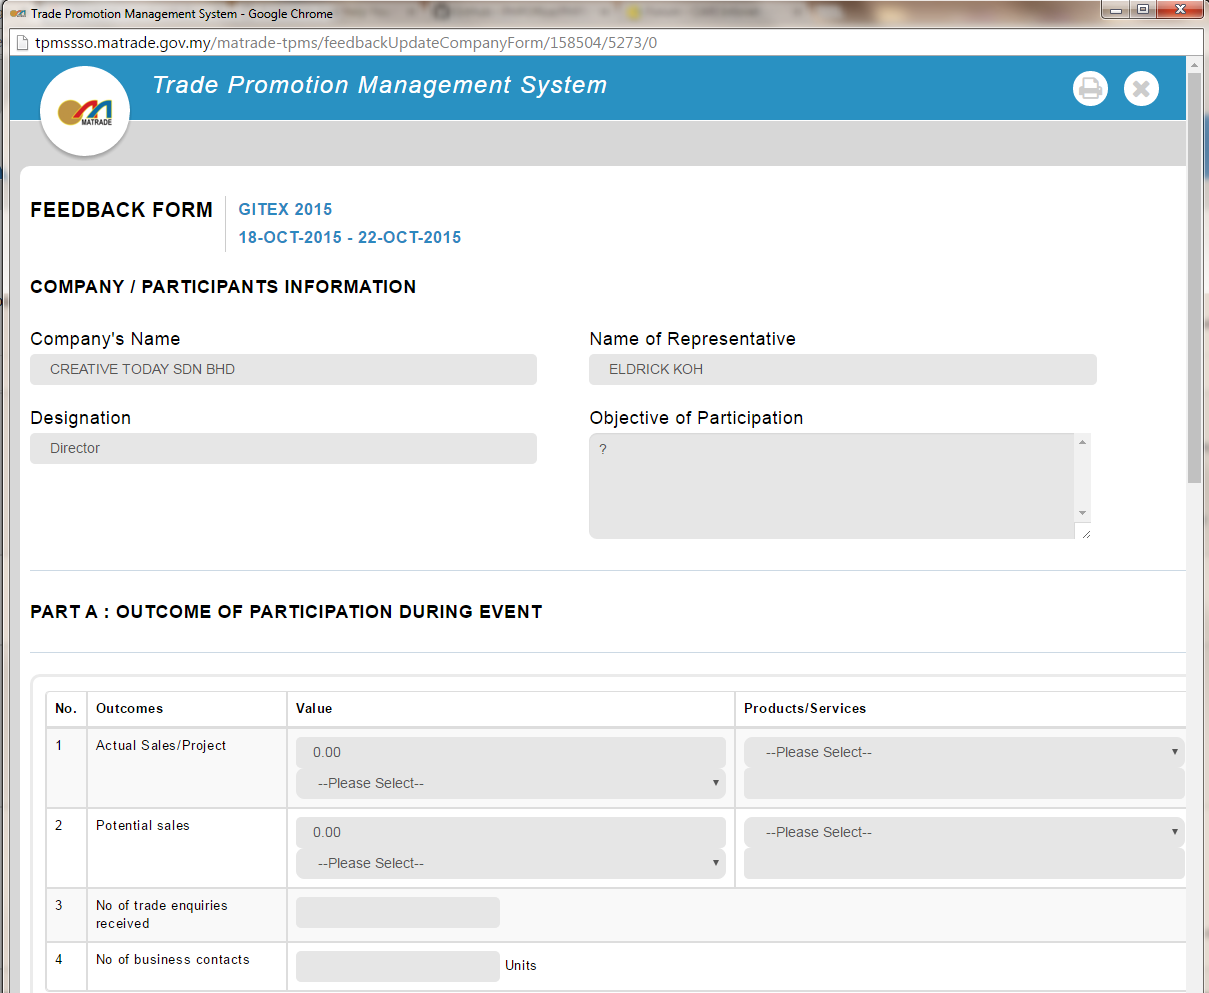 Trade Promotion Management System - Google Chrome
tpmssso.matrade.gov.my/matrade-tpms/feedbackUpdateCompanyForm/158504/5273/0
MATRADE
Trade Promotion Management System
FEEDBACK FORM
GITEX 2015
18-OCT-2015 - 22-OCT-2015
COMPANY / PARTICIPANTS INFORMATION
Company's Name
Name of Representative
CREATIVE TODAY SDN BHD
ELDRICK KOH
Designation
Objective of Participation
Director
?
PART A : OUTCOME OF PARTICIPATION DURING EVENT
No. Outcomes Value Products/Services
1 Actual Sales/Project 0.00 --Please Select--
--Please Select--
2 Potential sales 0.00 --Please Select--
--Please Select--
3 No of trade enquiries
received
4 No of business contacts Units